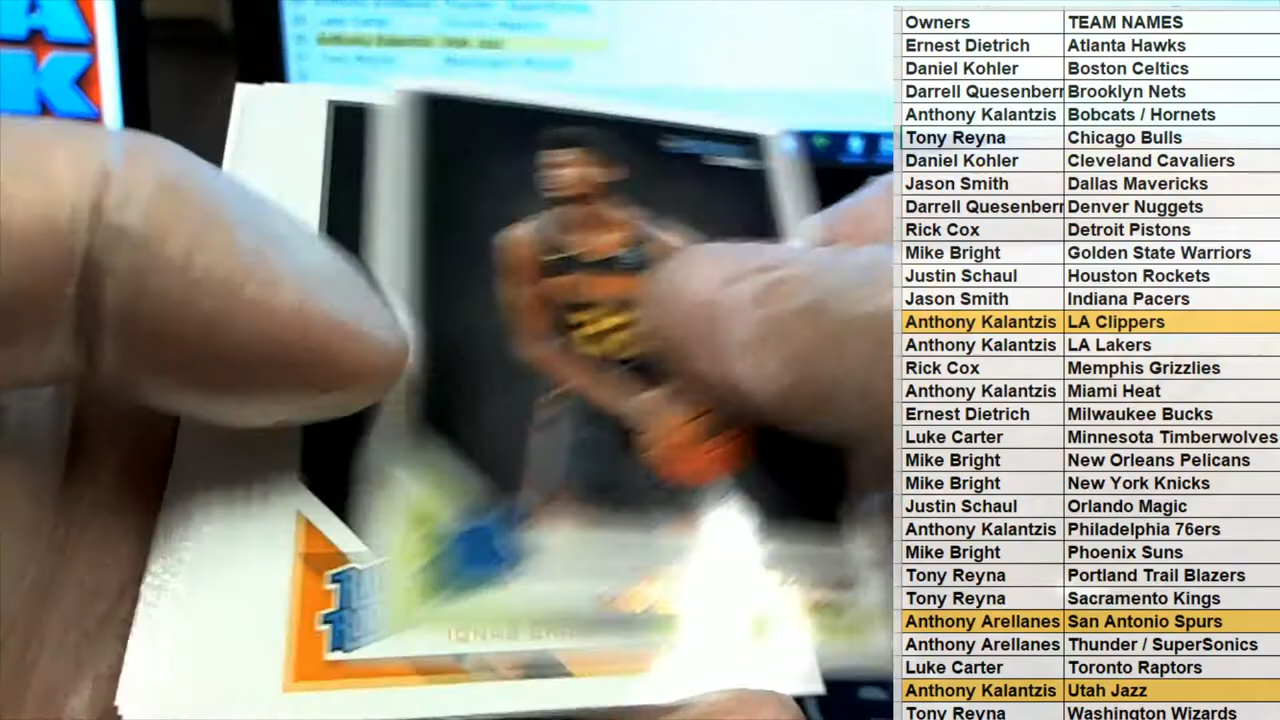 Owners TEAM NAMES
Ernest Dietrich Atlanta Hawks
Daniel Kohler Boston Celtics
Darrell Quesenberr Brooklyn Nets
Anthony Kalantzis Bobcats / Hornets
Tony Reyna Chicago Bulls
Daniel Kohler Cleveland Cavaliers
Jason Smith Dallas Mavericks
Darrell Quesenberr Denver Nuggets
Rick Cox Detroit Pistons
Mike Bright Golden State Warriors
Justin Schaul Houston Rockets
Jason Smith Indiana Pacers
Anthony Kalantzis LA Clippers
Anthony Kalantzis LA Lakers
Rick Cox Memphis Grizzlies
Anthony Kalantzis Miami Heat
Ernest Dietrich Milwaukee Bucks
Luke Carter Minnesota Timberwolves
Mike Bright New Orleans Pelicans
Mike Bright New York Knicks
Justin Schaul Orlando Magic
Anthony Kalantzis Philadelphia 76ers
Mike Bright Phoenix Suns
Tony Reyna Portland Trail Blazers
Tony Reyna Sacramento Kings
Anthony Arellanes San Antonio Spurs
Anthony Arellanes Thunder / SuperSonics
Luke Carter Toronto Raptors
Anthony Kalantzis Utah Jazz
Tony Reyna Washington Wizards
A
K
IGNAS